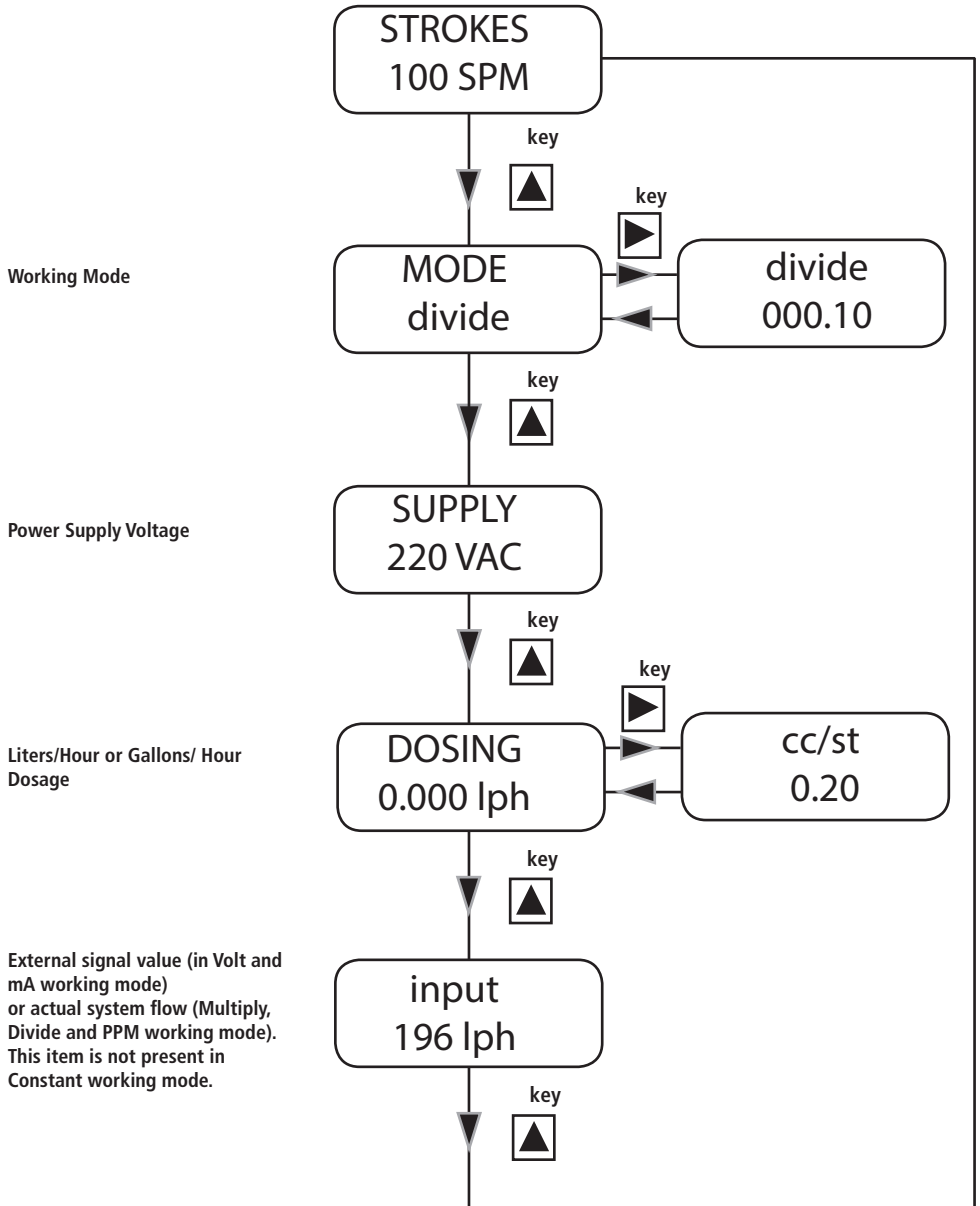 STROKES
100 SPM
key
key
Working Mode
MODE
divide
divide
000.10
key
Power Supply Voltage
SUPPLY
220 VAC
key
key
Liters/Hour or Gallons/ Hour
Dosage
DOSING
0.000 lph
cc/st
0.20
key
External signal value (in Volt and
mA working mode)
or actual system flow (Multiply,
Divide and PPM working mode).
This item is not present in
Constant working mode.
input
196 lph
key